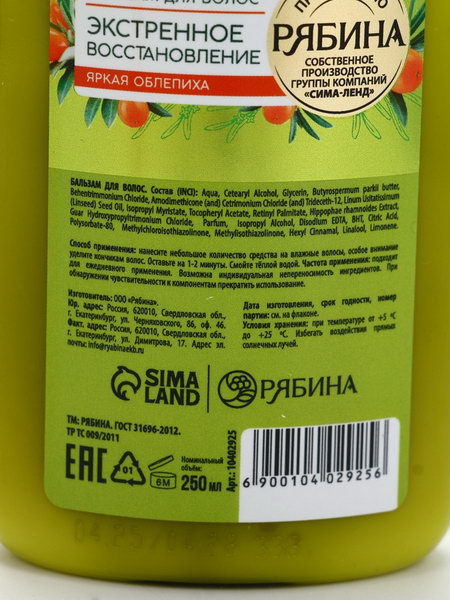 ДЛЯ ВОЛОС
ЭКСТРЕННОЕ
ВОССТАНОВЛЕНИЕ
ЯРКАЯ ОБЛЕПИХА
РЯБИНА
СОБСТВЕННОЕ
ПРОИЗВОДСТВО
ГРУППЫ КОМПАНИЙ
«СИМА-ЛЕНД»
БАЛЬЗАМ ДЛЯ ВОЛОС. Состав (INCI): Aqua, Cetearyl Alcohol, Glycerin, Butyrospermum parkii butter,
Behentrimmonium Chloride, Amodimethicone (and) Cetrimonium Chloride (and) Trideceth-12, Linum Usitatissimum
(Linseed) Seed Oil, Isopropyl Myristate, Tocopheryl Acetate, Retinyl Palmitate, Hippophae rhamnoides Extract,
Guar Hydroxypropyltrimonium Chloride, Parfum, Isopropyl Alcohol, Disodium EDTA, BHT, Citric Acid,
Polysorbate-80, Methylchloroisothiazolinone, Methylisothiazolinone, Hexyl Cinnamal, Linalool, Limonene.
Способ применения: нанесите небольшое количество средства на влажные волосы, особое внимание
уделите кончикам волос. Оставьте на 1-2 минуты. Смойте тёплой водой. Частота применения: подходит
для ежедневного применения. Возможна индивидуальная непереносимость ингредиентов. При
обнаружении чувствительности к компонентам прекратить использование.
Изготовитель: ООО «Рябина».
Юр. адрес: Россия, 620010, Свердловская обл.,
г. Екатеринбург, ул. Черняховского, 86, оф. 46.
Факт. адрес: Россия, 620010, Свердловская обл.,
г. Екатеринбург, ул. Димитрова, 17. Адрес эл.
почты: info@ryabinaekb.ru
Дата изготовления, срок годности, номер
партии: см. на флаконе.
Условия хранения: при температуре от +5 °С
до +25 °С. Избегать воздействия прямых
солнечных лучей.
SIMA
LAND
РЯБИНА
ТМ: РЯБИНА. ГОСТ 31696-2012.
ТР ТС 009/2011
EAC
01
6M
Номинальный
объём:
250 мл
Арт.: 10402925
6 900104 029256